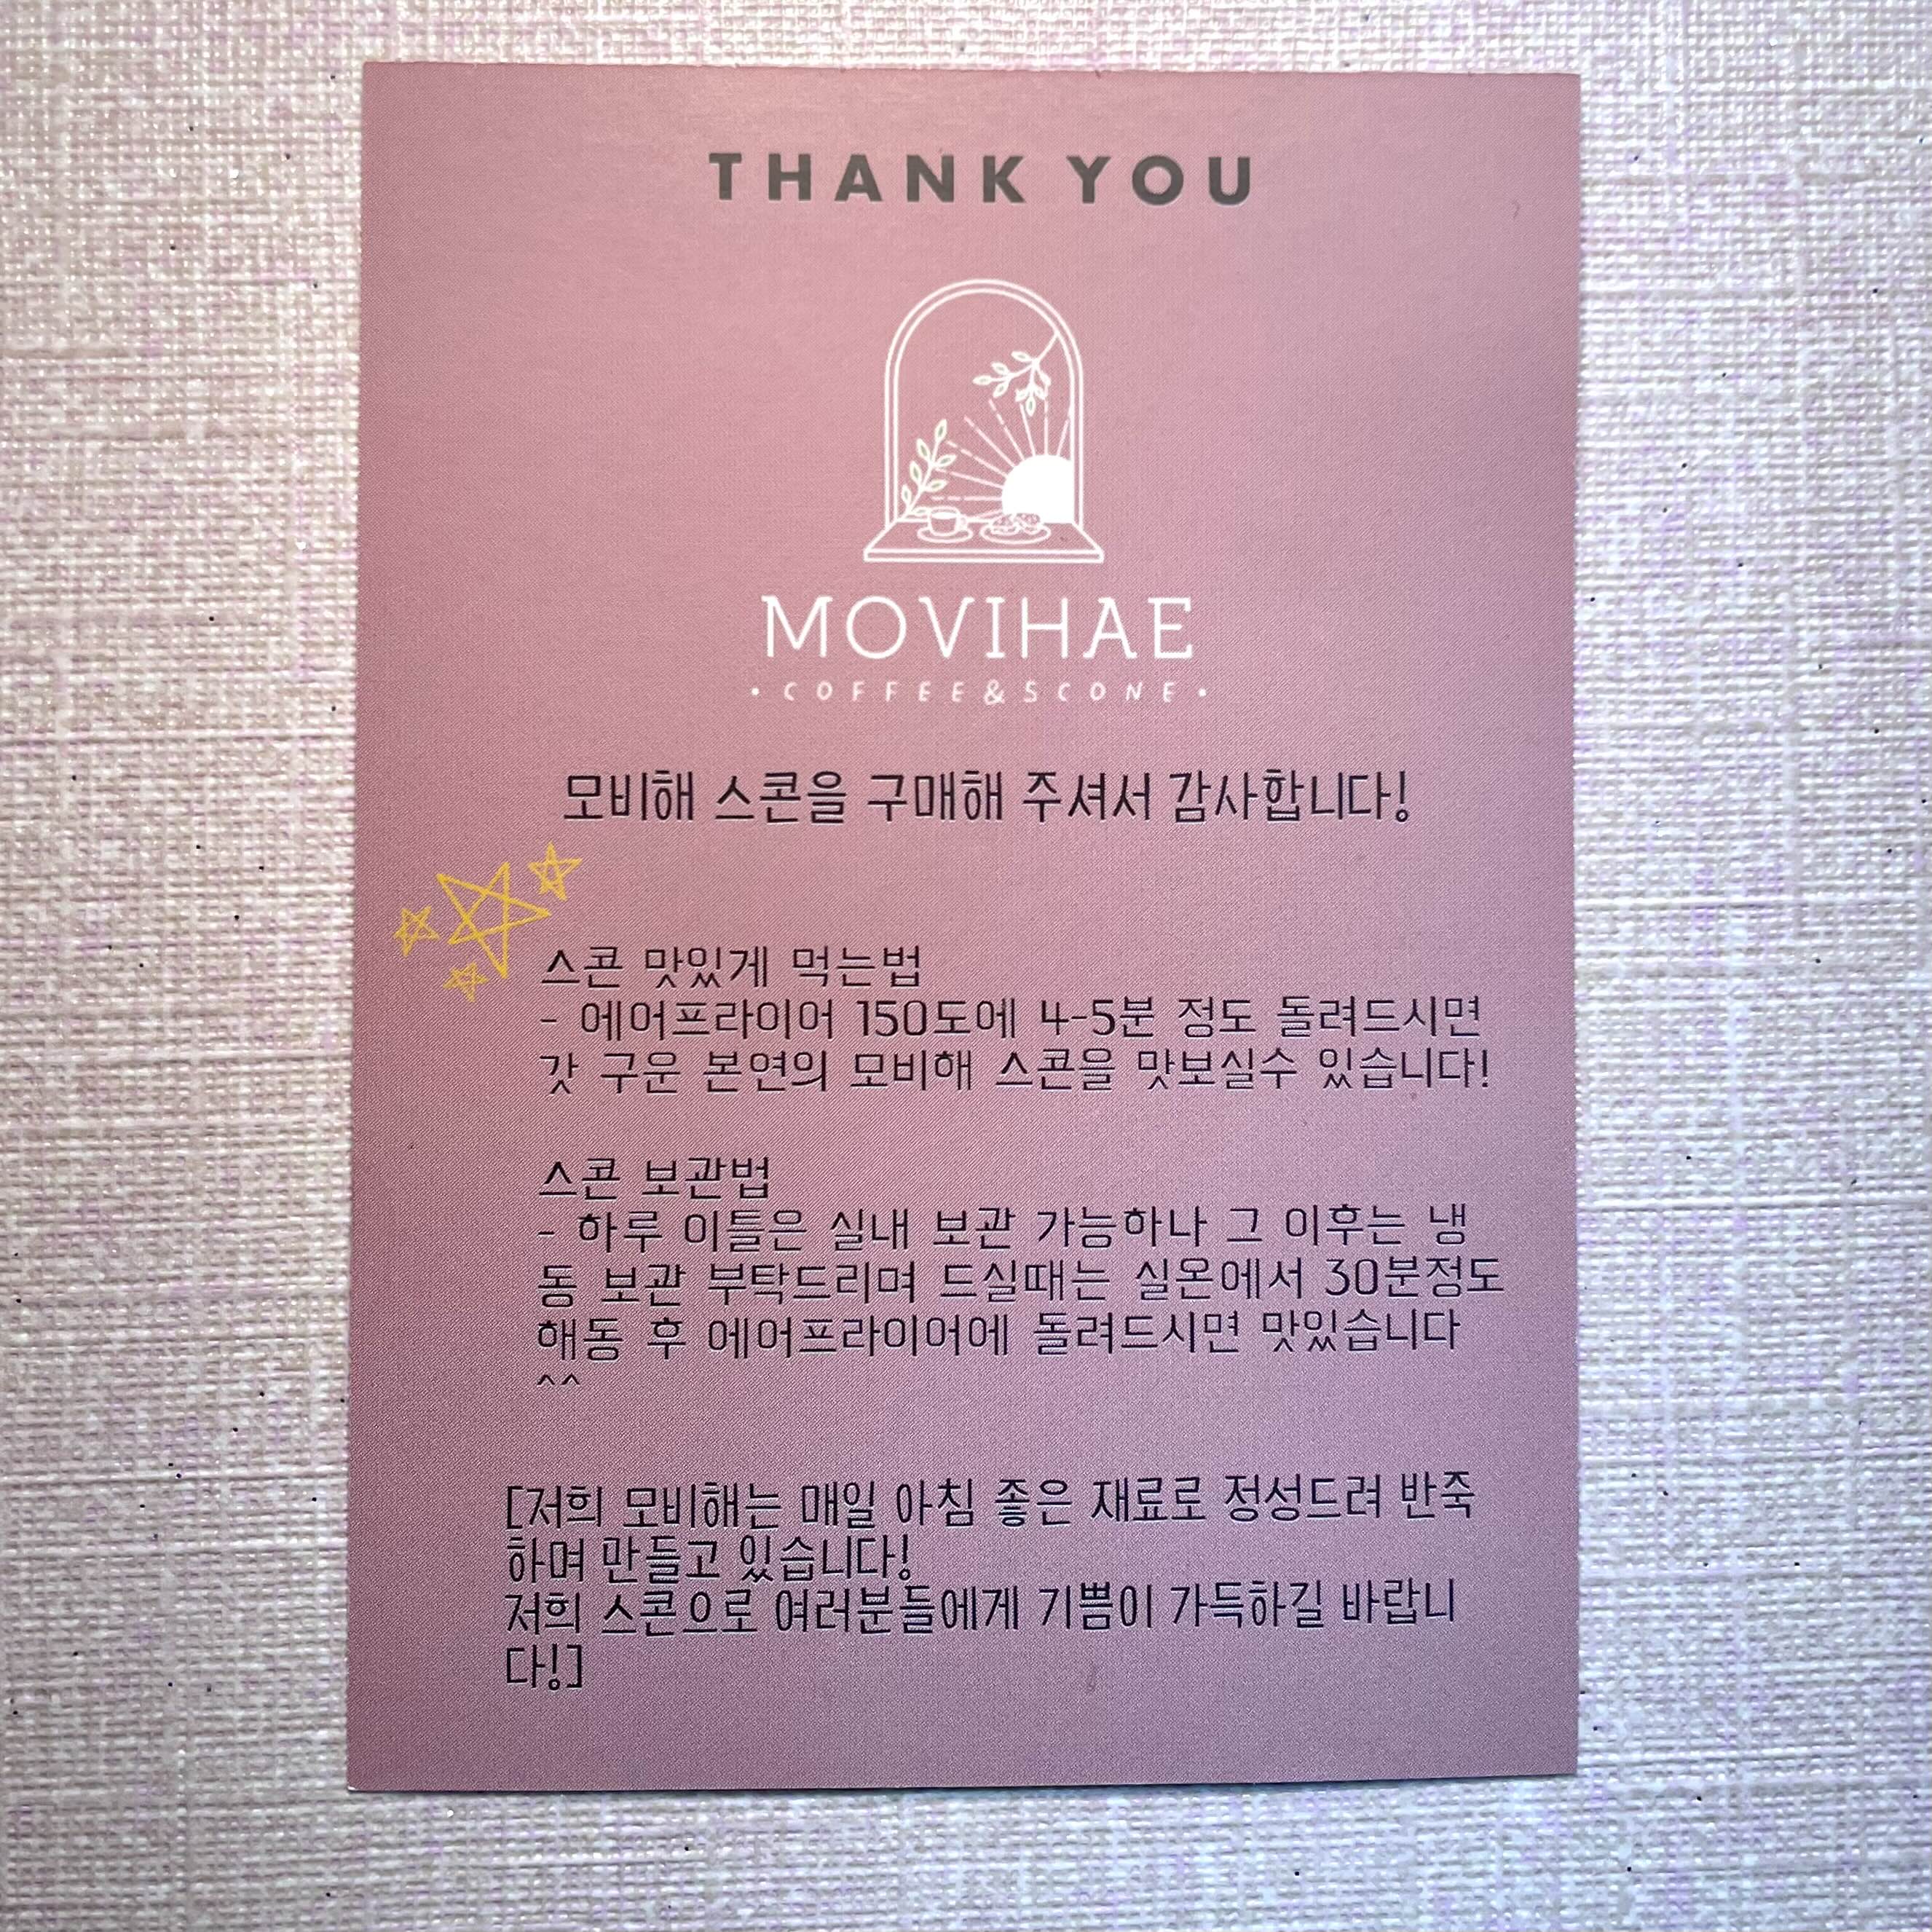 THANK YOU
MOVIHAE
• COFFEE&SCONE •
모비해 스콘을 구매해 주셔서 감사합니다!
스콘 맛있게 먹는법
- 에어프라이어 150도에 4-5분 정도 돌려드시면
갓 구운 본연의 모비해 스콘을 맛보실수 있습니다!
스콘 보관법
- 하루 이틀은 실내 보관 가능하나 그 이후는 냉
동 보관 부탁드리며 드실때는 실온에서 30분정도
해동 후 에어프라이어에 돌려드시면 맛있습니다
^^
[저희 모비해는 매일 아침 좋은 재료로 정성드려 반죽
하며 만들고 있습니다!
저희 스콘으로 여러분들에게 기쁨이 가득하길 바랍니
다!]